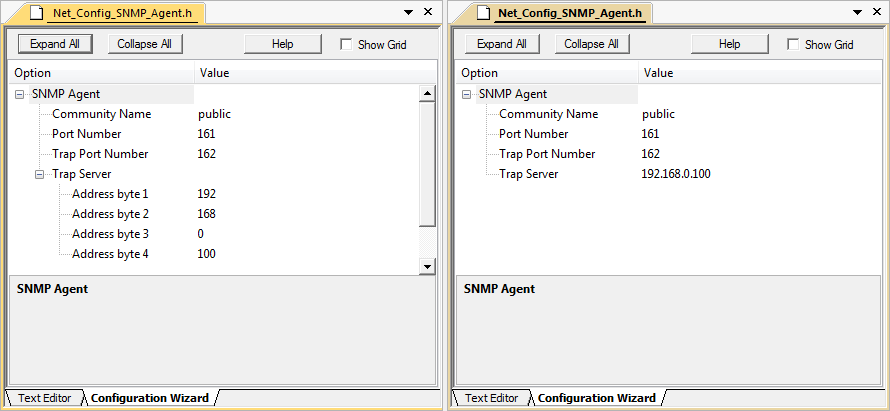 Net_Config_SNMP_Agent.h
Expand All Collapse All Help Show Grid
Option Value
SNMP Agent
Community Name public
Port Number 161
Trap Port Number 162
Trap Server
Address byte 1 192
Address byte 2 168
Address byte 3 0
Address byte 4 100
SNMP Agent
Text Editor Configuration Wizard
Net_Config_SNMP_Agent.h
Expand All Collapse All Help Show Grid
Option Value
SNMP Agent
Community Name public
Port Number 161
Trap Port Number 162
Trap Server 192.168.0.100
SNMP Agent
Text Editor Configuration Wizard